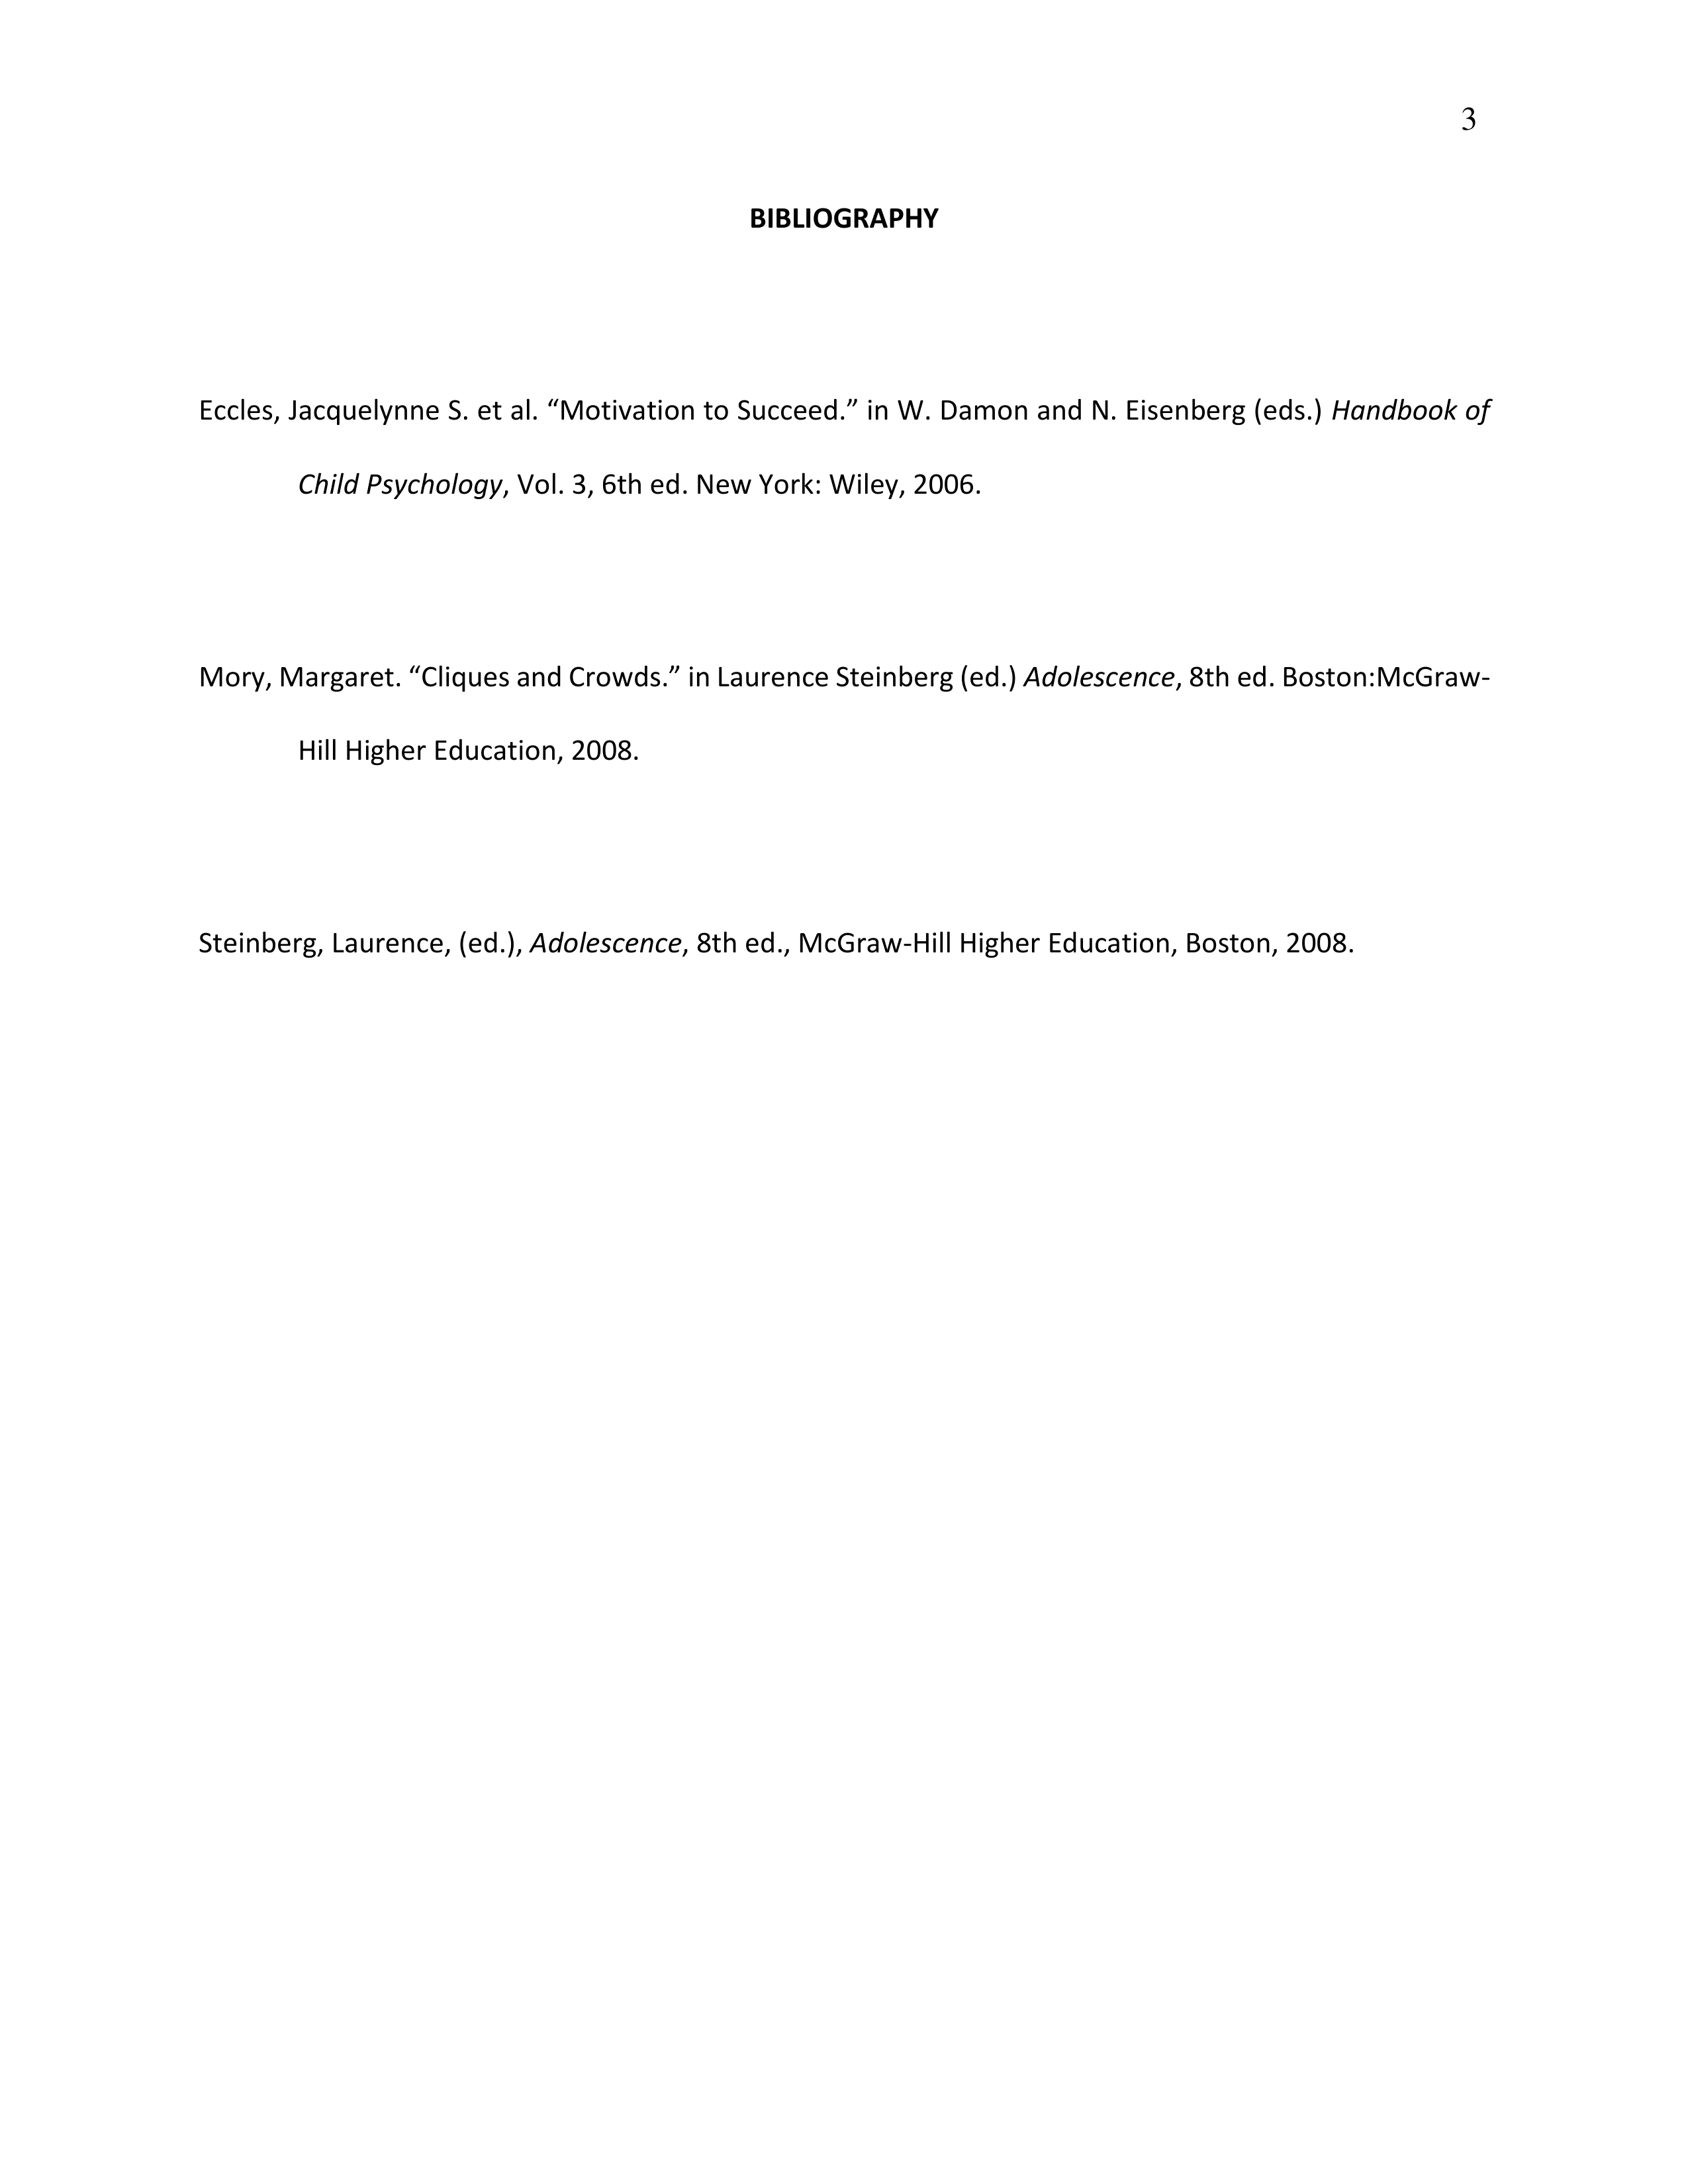 3
BIBLIOGRAPHY
Eccles, Jacquelynne S. et al. “Motivation to Succeed.” in W. Damon and N. Eisenberg (eds.) Handbook of
Child Psychology, Vol. 3, 6th ed. New York: Wiley, 2006.
Mory, Margaret. “Cliques and Crowds.” in Laurence Steinberg (ed.) Adolescence, 8th ed. Boston:McGraw-
Hill Higher Education, 2008.
Steinberg, Laurence, (ed.), Adolescence, 8th ed., McGraw-Hill Higher Education, Boston, 2008.